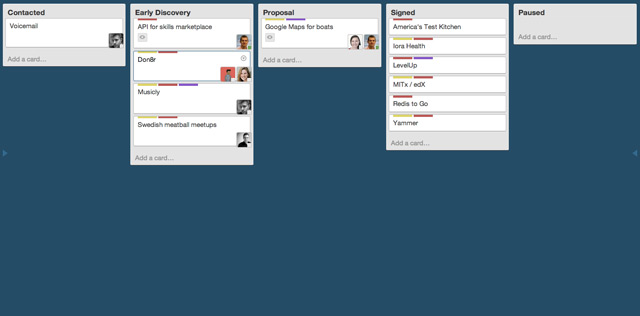 Contacted
Voicemail
Add a card...
Early Discovery
API for skills marketplace
Don8r
Musicly
Swedish meatball meetups
Add a card...
Proposal
Google Maps for boats
Add a card...
Signed
America's Test Kitchen
Iora Health
LevelUp
MITx / edX
Redis to Go
Yammer
Add a card...
Paused
Add a card...